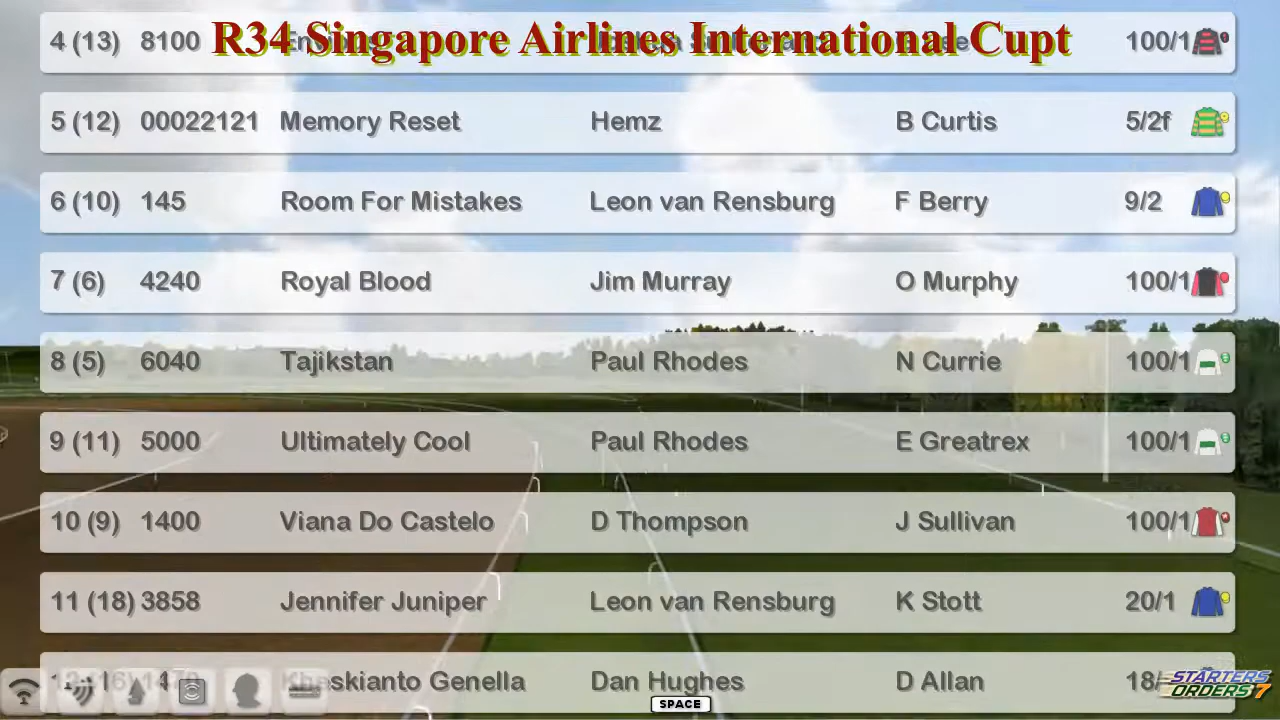 R34 Singapore Airlines International Cupt
4 (13) 8100 100/1
5 (12) 00022121 Memory Reset Hemz B Curtis 5/2f
6 (10) 145 Room For Mistakes Leon van Rensburg F Berry 9/2
7 (6) 4240 Royal Blood Jim Murray O Murphy 100/1
8 (5) 6040 Tajikstan Paul Rhodes N Currie 100/1
9 (11) 5000 Ultimately Cool Paul Rhodes E Greatrex 100/1
10 (9) 1400 Viana Do Castelo D Thompson J Sullivan 100/1
11 (18) 3858 Jennifer Juniper Leon van Rensburg K Stott 20/1
Genella Dan Hughes D Allan
STARTERS ORDERS 7
SPACE